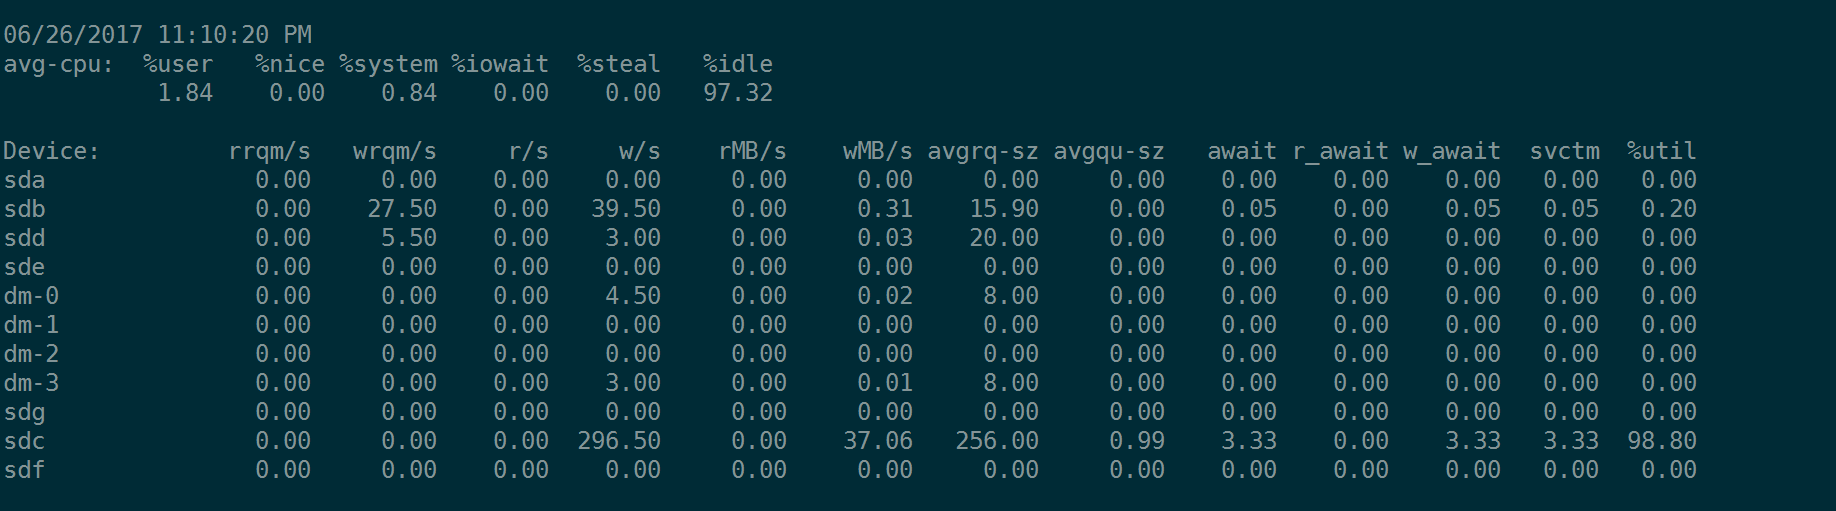 06/26/2017 11:10:20 PM
avg-cpu:  %user   %nice %system %iowait  %steal   %idle
           1.84    0.00    0.84    0.00    0.00   97.32
Device:         rrqm/s   wrqm/s     r/s     w/s    rMB/s    wMB/s avgrq-sz avgqu-sz   await r_await w_await  svctm  %util
sda               0.00     0.00    0.00    0.00     0.00     0.00     0.00     0.00    0.00    0.00    0.00   0.00   0.00
sdb               0.00    27.50    0.00   39.50     0.00     0.31    15.90     0.00    0.05    0.00    0.05   0.05   0.20
sdd               0.00     5.50    0.00    3.00     0.00     0.03    20.00     0.00    0.00    0.00    0.00   0.00   0.00
sde               0.00     0.00    0.00    0.00     0.00     0.00     0.00     0.00    0.00    0.00    0.00   0.00   0.00
dm-0              0.00     0.00    0.00    4.50     0.00     0.02     8.00     0.00    0.00    0.00    0.00   0.00   0.00
dm-1              0.00     0.00    0.00    0.00     0.00     0.00     0.00     0.00    0.00    0.00    0.00   0.00   0.00
dm-2              0.00     0.00    0.00    0.00     0.00     0.00     0.00     0.00    0.00    0.00    0.00   0.00   0.00
dm-3              0.00     0.00    0.00    3.00     0.00     0.01     8.00     0.00    0.00    0.00    0.00   0.00   0.00
sdg               0.00     0.00    0.00    0.00     0.00     0.00     0.00     0.00    0.00    0.00    0.00   0.00   0.00
sdc               0.00     0.00    0.00  296.50     0.00    37.06   256.00     0.99    3.33    0.00    3.33   3.33  98.80
sdf               0.00     0.00    0.00    0.00     0.00     0.00     0.00     0.00    0.00    0.00    0.00   0.00   0.00